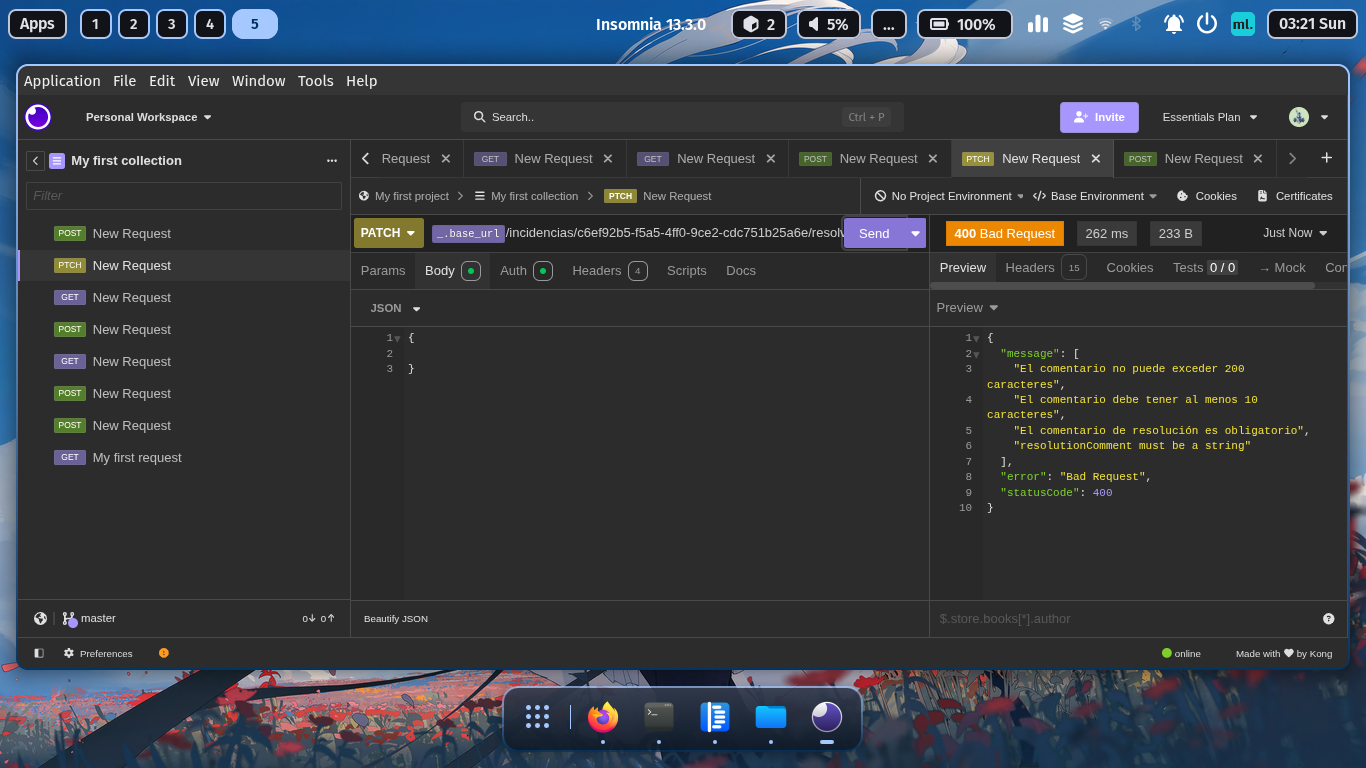 Apps 1 2 3 4 5 Insomnia 13.3.0 2 5% ... 100% ml. 03:21 Sun
Application File Edit View Window Tools Help
Personal Workspace Search.. Ctrl + P Invite Essentials Plan
My first collection ... Request GET New Request GET New Request POST New Request PTCH New Request POST New Request
Filter My first project My first collection PTCH New Request No Project Environment Base Environment Cookies Certificates
PATCH _.base_url/incidencias/c6ef92b5-f5a5-4ff0-9ce2-cdc751b25a6e/resolv Send 400 Bad Request 262 ms 233 B Just Now
Params Body Auth Headers 4 Scripts Docs Preview Headers 15 Cookies Tests 0 / 0 → Mock Con
JSON Preview
POST New Request
PTCH New Request
GET New Request
POST New Request
GET New Request
POST New Request
POST New Request
GET My first request
1 {
2
3 }
1 {
2 "message": [
3 "El comentario no puede exceder 200
caracteres",
4 "El comentario debe tener al menos 10
caracteres",
5 "El comentario de resolución es obligatorio",
6 "resolutionComment must be a string"
7 ],
8 "error": "Bad Request",
9 "statusCode": 400
10 }
master 0↓ 0↑ Beautify JSON $.store.books[*].author ?
Preferences online Made with ♥ by Kong